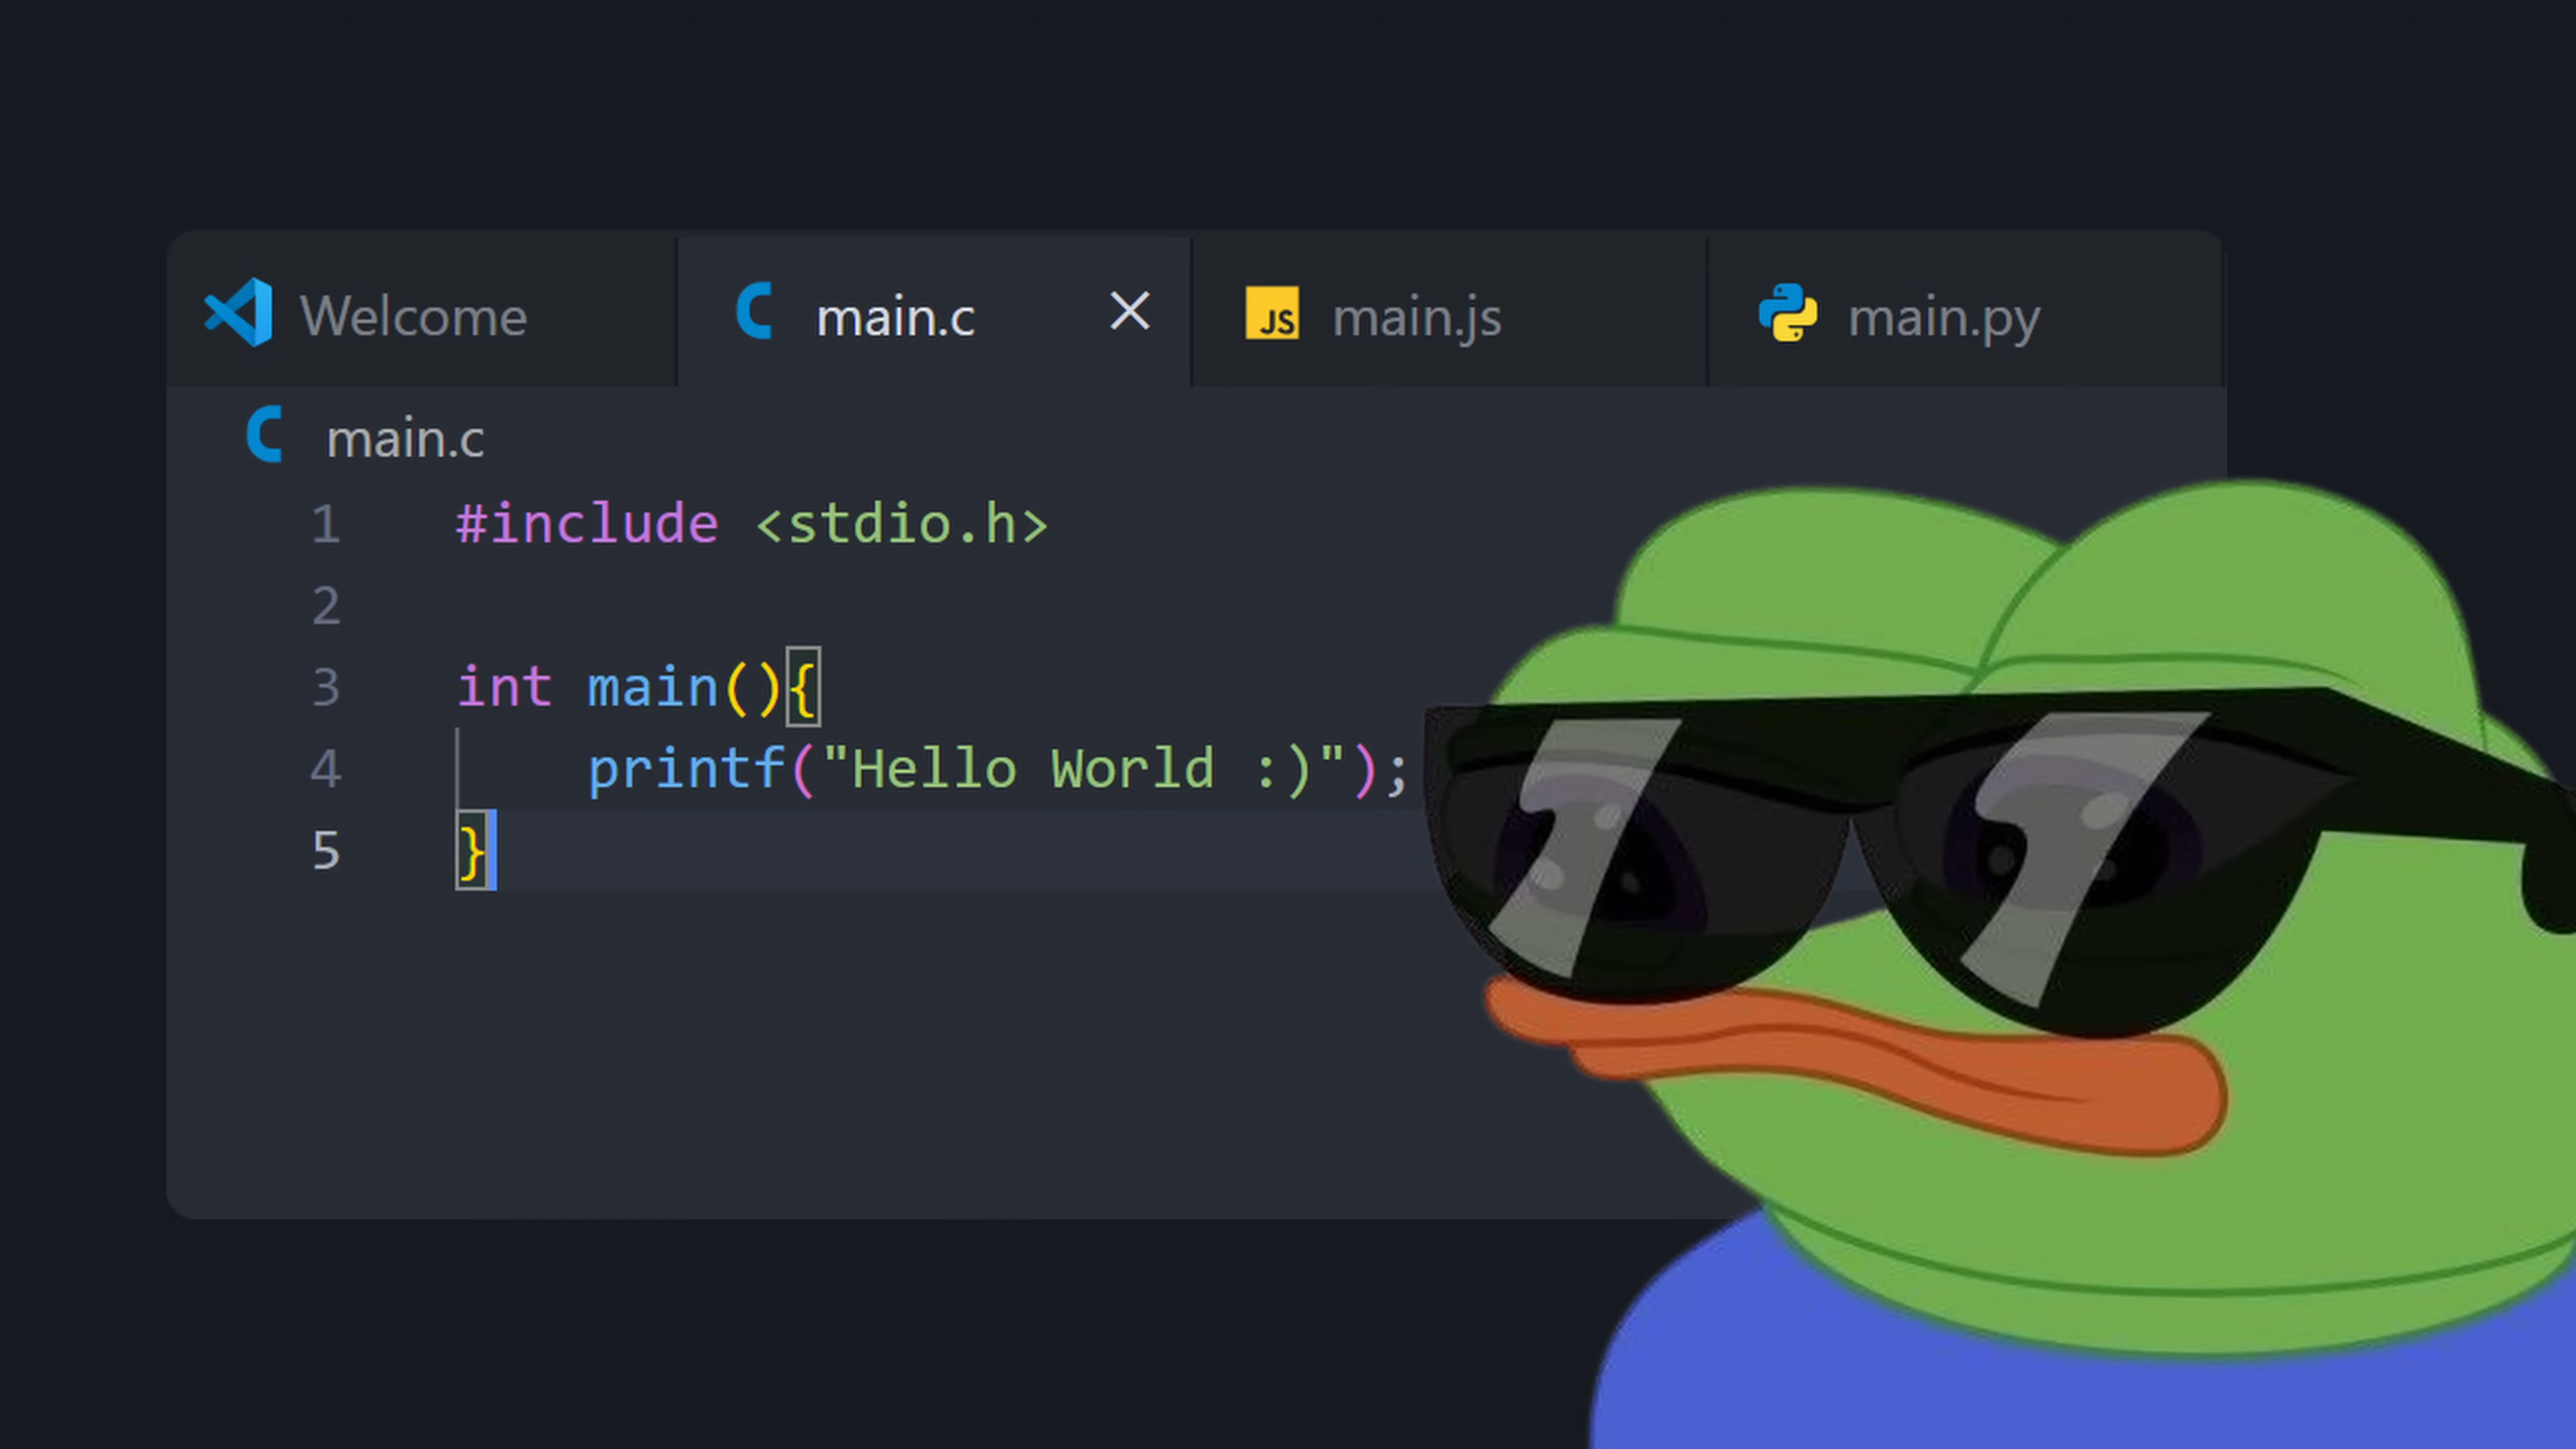 Welcome main.c JS main.js main.py
main.c
1 #include <stdio.h>
2
3 int main(){
4     printf("Hello World :)");
5 }